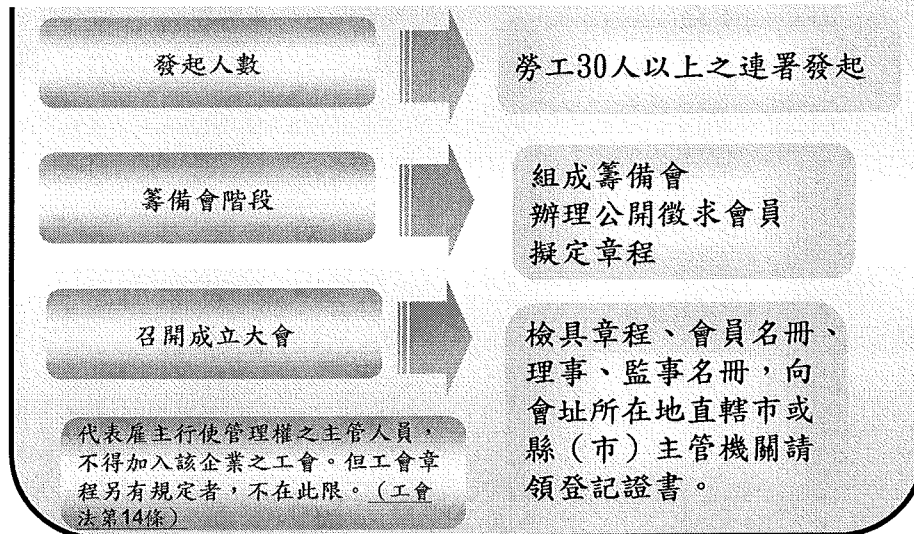 發起人數
勞工30人以上之連署發起
籌備會階段
組成籌備會
辦理公開徵求會員
擬定章程
召開成立大會
檢具章程、會員名冊、
理事、監事名冊，向
會址所在地直轄市或
縣（市）主管機關請
領登記證書。
代表雇主行使管理權之主管人員，
不得加入該企業之工會。但工會章
程另有規定者，不在此限。（工會
法第14條）